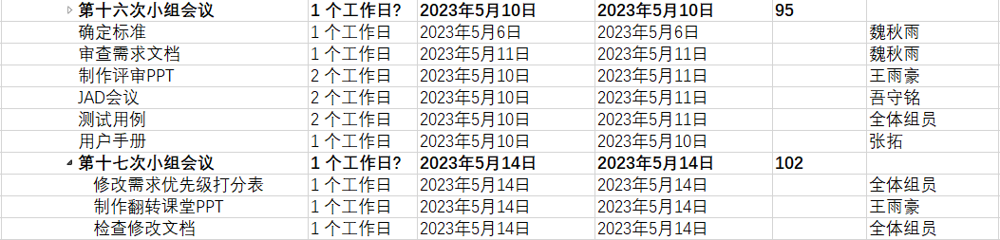 第十六次小组会议 1 个工作日? 2023年5月10日 2023年5月10日 95
确定标准 1 个工作日 2023年5月6日 2023年5月6日 魏秋雨
审查需求文档 1 个工作日 2023年5月11日 2023年5月11日 魏秋雨
制作评审PPT 2 个工作日 2023年5月10日 2023年5月11日 王雨豪
JAD会议 2 个工作日 2023年5月10日 2023年5月11日 吾守铭
测试用例 2 个工作日 2023年5月10日 2023年5月11日 全体组员
用户手册 1 个工作日 2023年5月10日 2023年5月10日 张拓
第十七次小组会议 1 个工作日? 2023年5月14日 2023年5月14日 102
修改需求优先级打分表 1 个工作日 2023年5月14日 2023年5月14日 全体组员
制作翻转课堂PPT 1 个工作日 2023年5月14日 2023年5月14日 王雨豪
检查修改文档 1 个工作日 2023年5月14日 2023年5月14日 全体组员